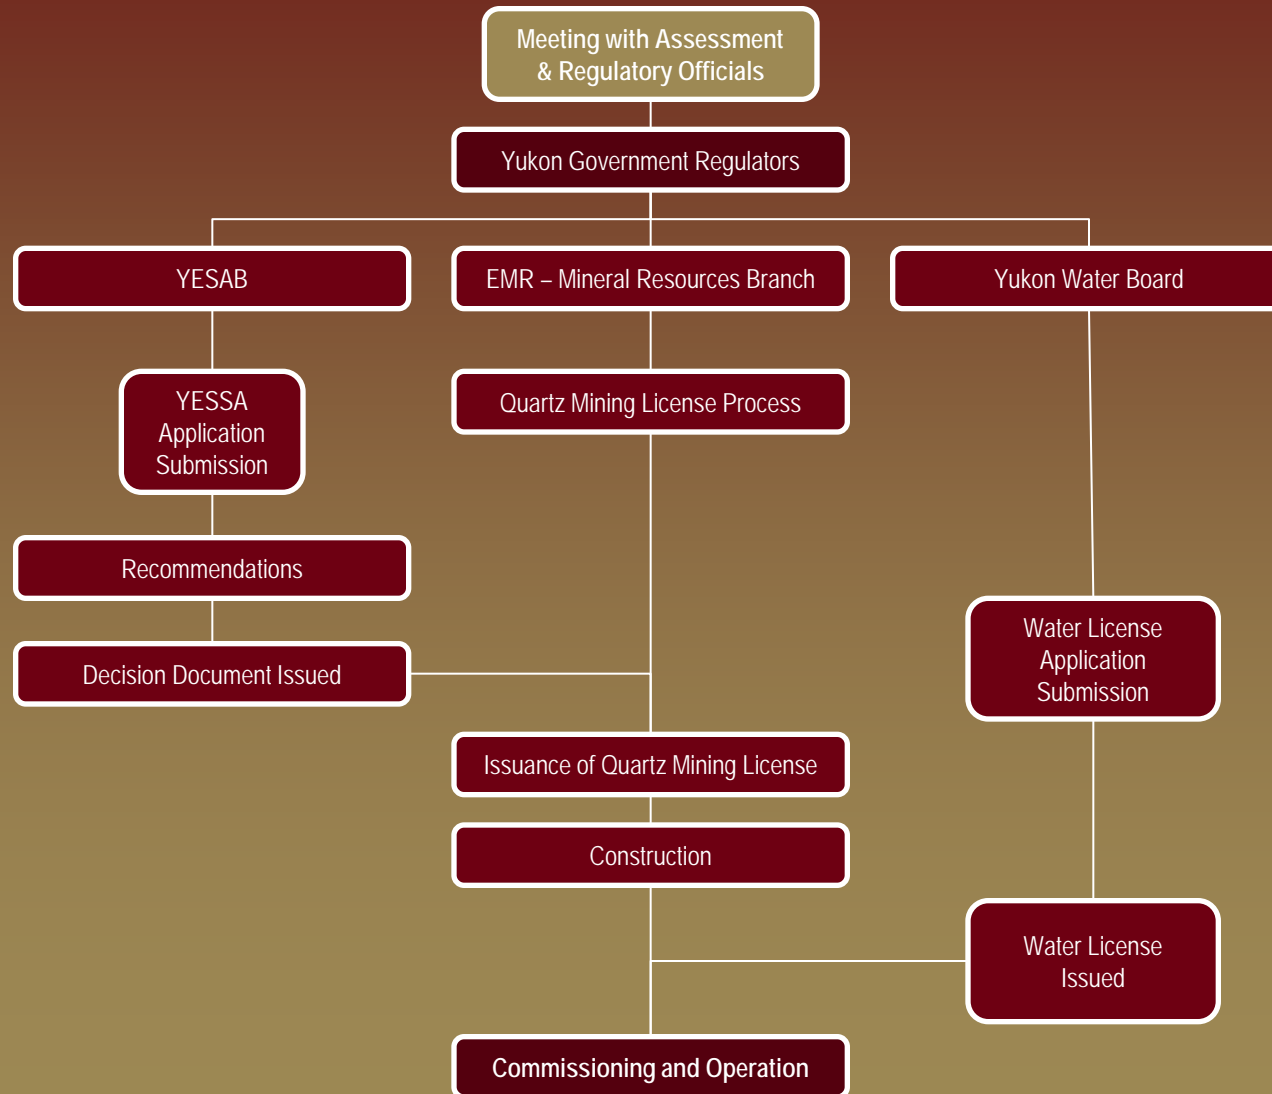 Meeting with Assessment
& Regulatory Officials
Yukon Government Regulators
YESAB
EMR – Mineral Resources Branch
Yukon Water Board
YESSA
Application
Submission
Quartz Mining License Process
Recommendations
Water License
Application
Submission
Decision Document Issued
Issuance of Quartz Mining License
Construction
Water License
Issued
Commissioning and Operation